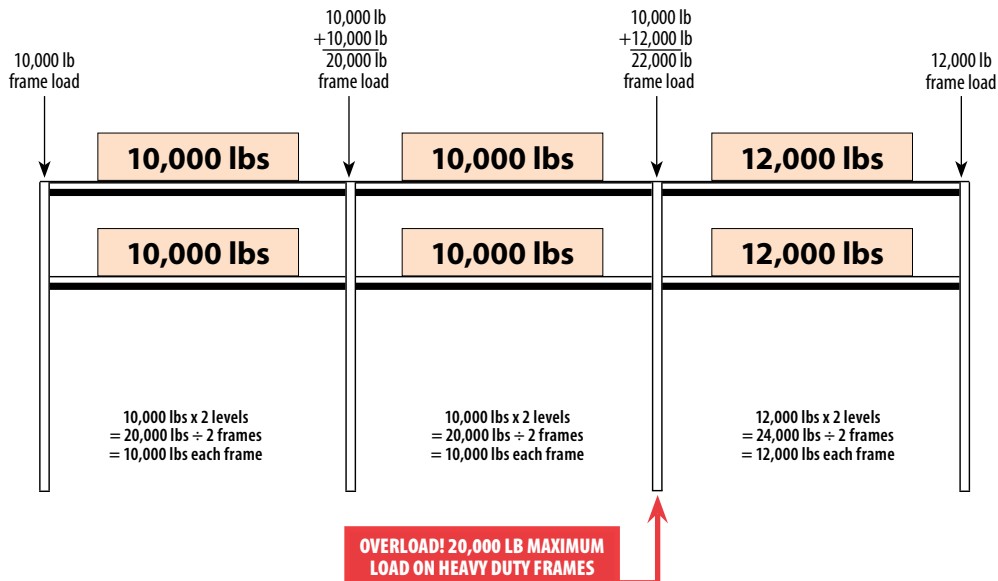 10,000 lb
frame load
10,000 lb
+10,000 lb
20,000 lb
frame load
10,000 lb
+12,000 lb
22,000 lb
frame load
12,000 lb
frame load
10,000 lbs
10,000 lbs
12,000 lbs
10,000 lbs
10,000 lbs
12,000 lbs
10,000 lbs x 2 levels
= 20,000 lbs ÷ 2 frames
= 10,000 lbs each frame
10,000 lbs x 2 levels
= 20,000 lbs ÷ 2 frames
= 10,000 lbs each frame
12,000 lbs x 2 levels
= 24,000 lbs ÷ 2 frames
= 12,000 lbs each frame
OVERLOAD! 20,000 LB MAXIMUM
LOAD ON HEAVY DUTY FRAMES